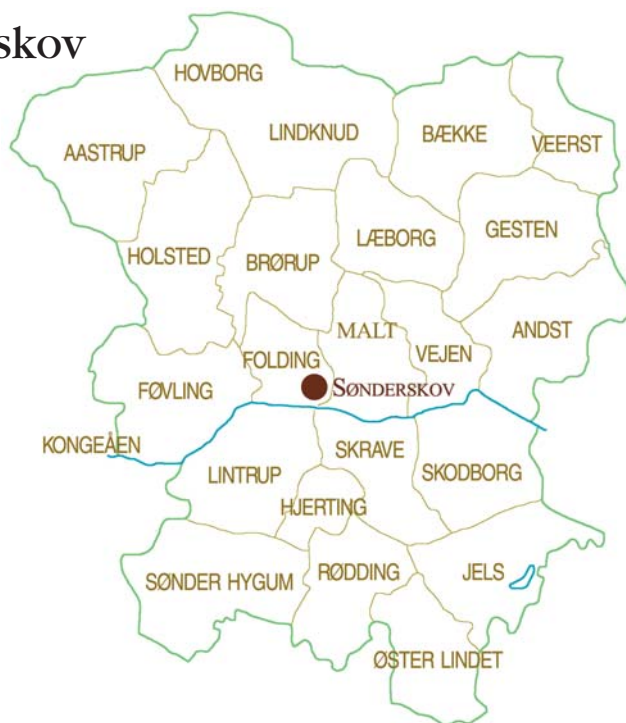 skov
HOVBORG
LINDKNUD
BÆKKE
VEERST
AASTRUP
HOLSTED
BRØRUP
LÆBORG
GESTEN
MALT
ANDST
FOLDING
VEJEN
FØVLING
SØNDERSKOV
KONGEÅEN
LINTRUP
SKRAVE
SKODBORG
HJERTING
SØNDER HYGUM
RØDDING
JELS
ØSTER LINDET